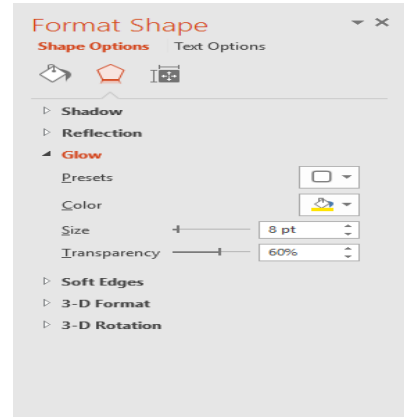 Format Shape
Shape Options Text Options
Shadow
Reflection
Glow
Presets
Color
Size 8 pt
Transparency 60%
Soft Edges
3-D Format
3-D Rotation